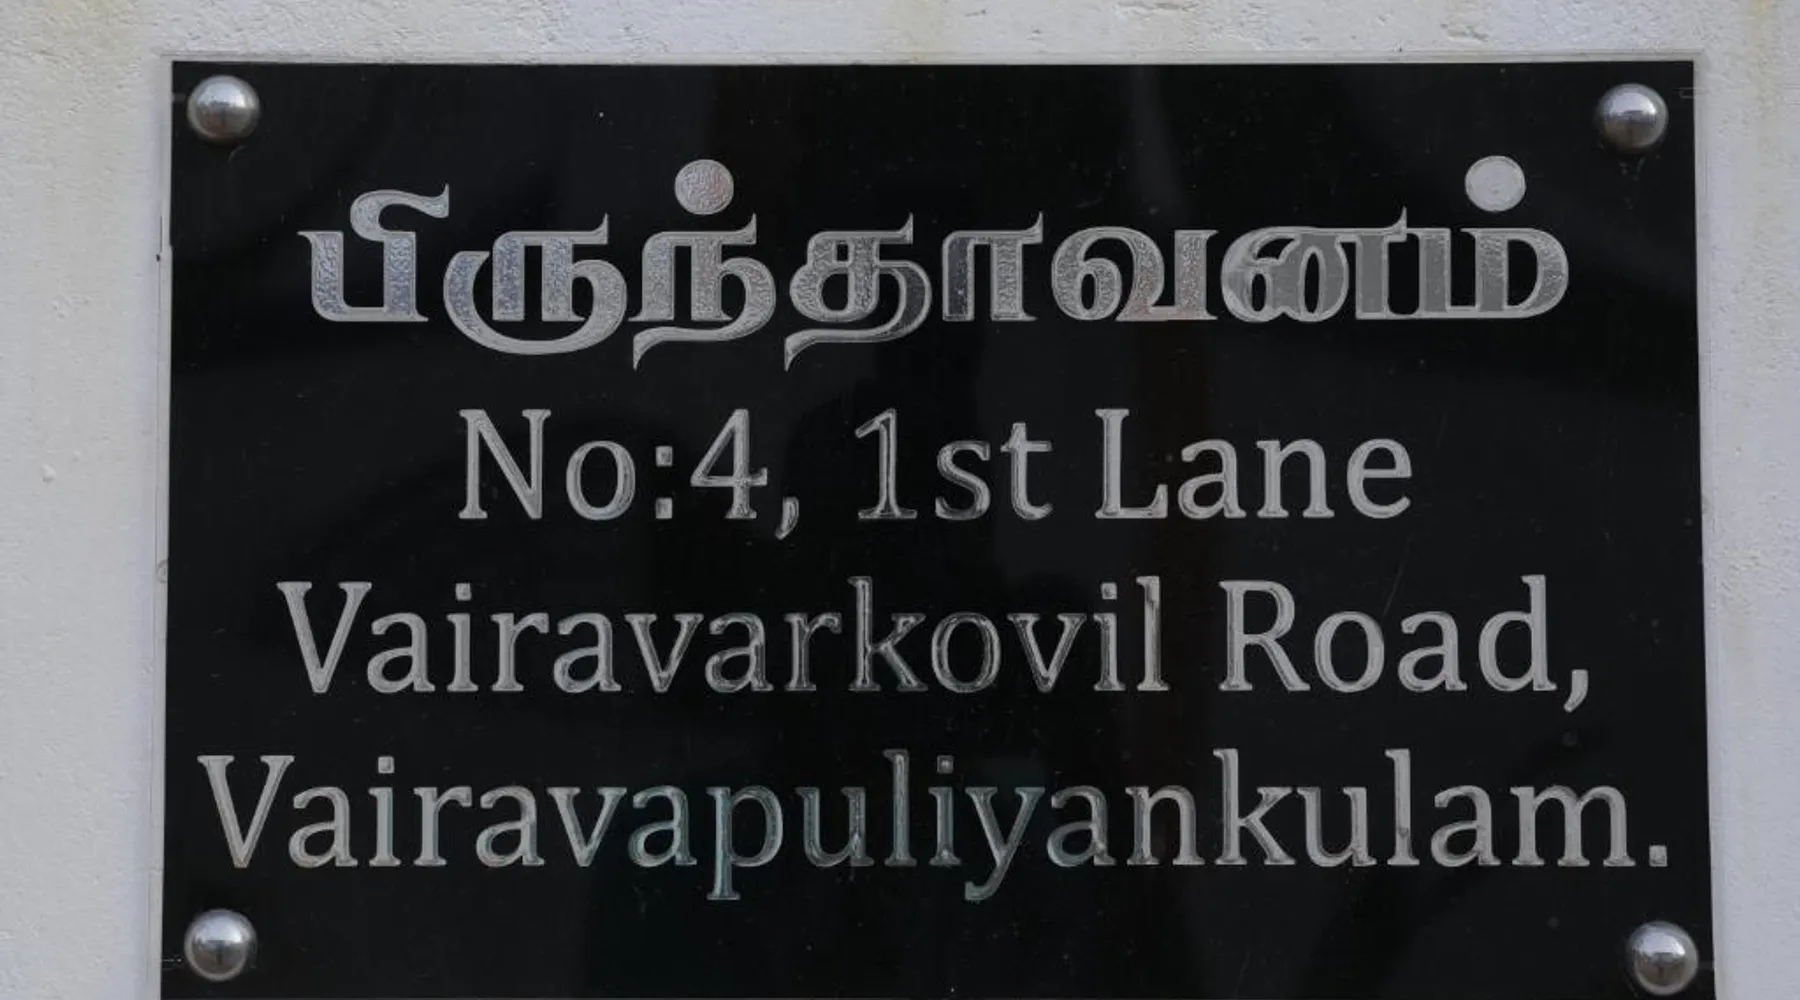 பிருந்தாவனம்
No:4, 1st Lane
Vairavarkovil Road,
Vairavapuliyankulam.